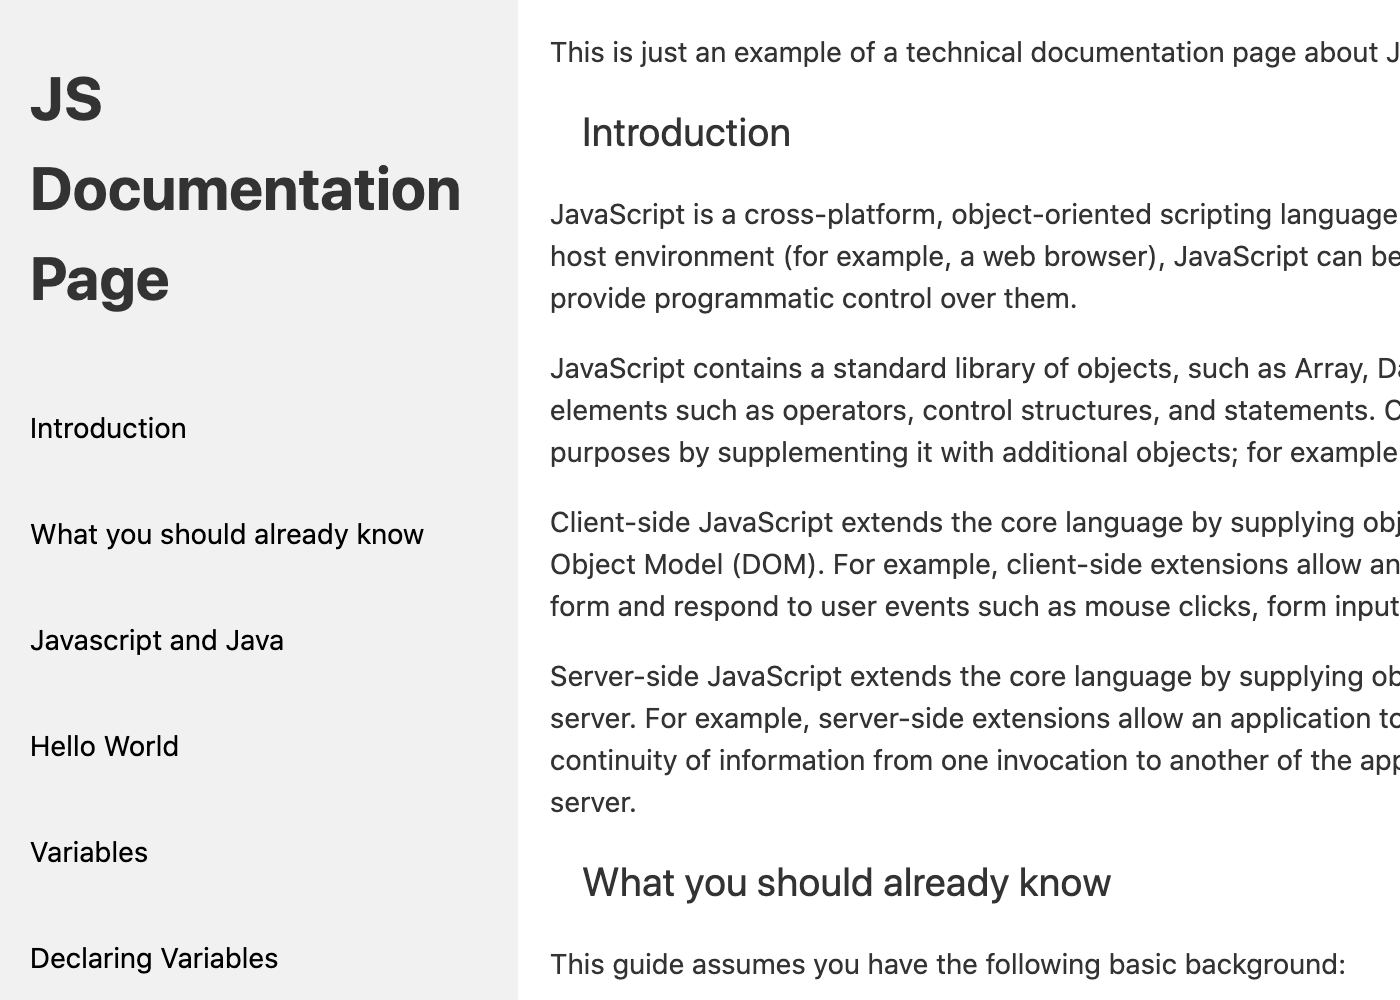 JS
Documentation
Page
Introduction
What you should already know
Javascript and Java
Hello World
Variables
Declaring Variables
This is just an example of a technical documentation page about
Introduction
JavaScript is a cross-platform, object-oriented scripting language
host environment (for example, a web browser), JavaScript can be
provide programmatic control over them.
JavaScript contains a standard library of objects, such as Array,
elements such as operators, control structures, and statements.
purposes by supplementing it with additional objects; for example
Client-side JavaScript extends the core language by supplying
Object Model (DOM). For example, client-side extensions allow an
form and respond to user events such as mouse clicks, form input
Server-side JavaScript extends the core language by supplying
server. For example, server-side extensions allow an application to
continuity of information from one invocation to another of the
server.
What you should already know
This guide assumes you have the following basic background: